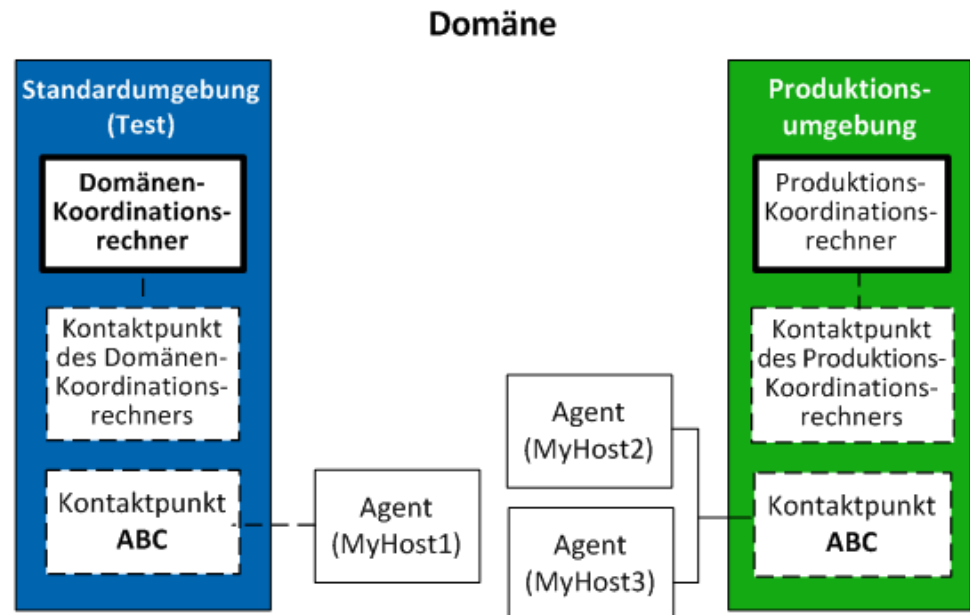 Domäne
Standardumgebung
(Test)
Domänen-
Koordinations-
rechner
Kontaktpunkt
des Domänen-
Koordinations-
rechners
Kontaktpunkt
ABC
Agent
(MyHost1)
Agent
(MyHost2)
Agent
(MyHost3)
Produktions-
umgebung
Produktions-
Koordinations-
rechner
Kontaktpunkt
des Produktions-
Koordinations-
rechners
Kontaktpunkt
ABC